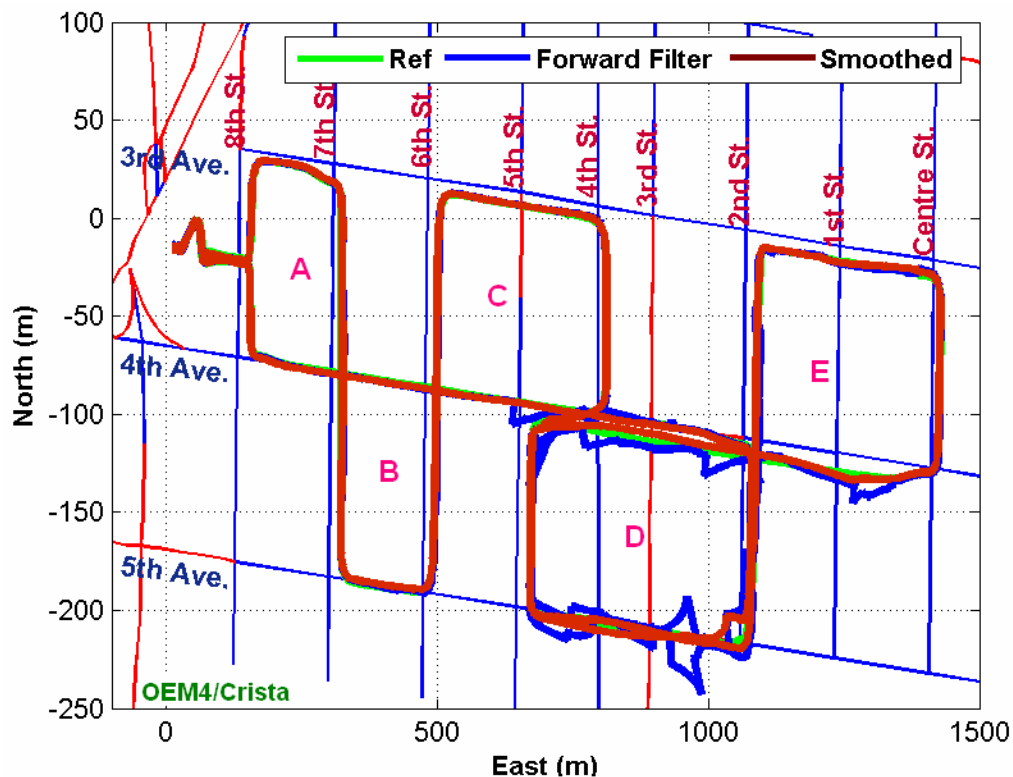 Ref Forward Filter Smoothed
100
50
0
-50
-100
-150
-200
-250
North (m)
8th St.
7th St.
6th St.
5th St.
4th St.
3rd St.
2nd St.
1st St.
Centre St.
3rd Ave.
4th Ave.
5th Ave.
A
B
C
D
E
OEM4/Crista
0 500 1000 1500
East (m)